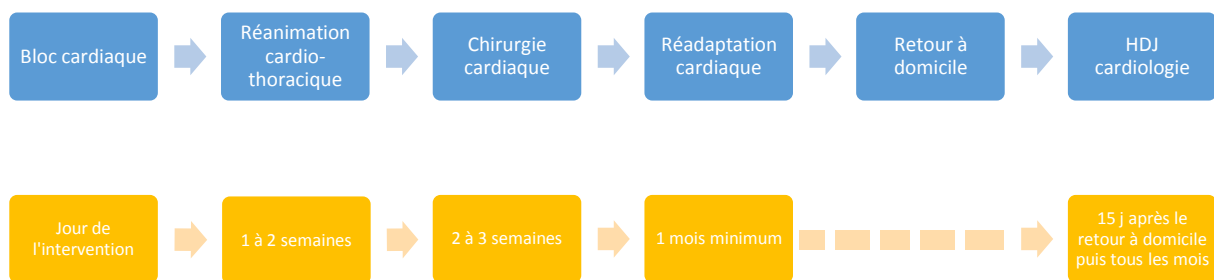 Bloc cardiaque
Réanimation
cardio-
thoracique
Chirurgie
cardiaque
Réadaptation
cardiaque
Retour à
domicile
HDJ
cardiologie
Jour de
l'intervention
1 à 2 semaines
2 à 3 semaines
1 mois minimum
15 j après le
retour à domicile
puis tous les mois